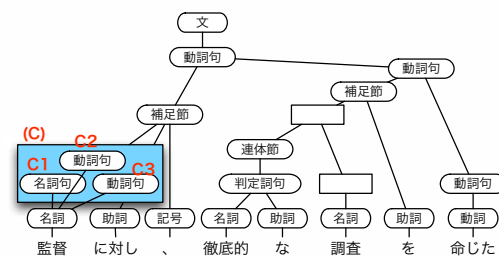 文
動詞句
動詞句
補足節
補足節
(C)
C2
動詞句
C1
C3
名詞句
動詞句
連体節
判定詞句
動詞句
名詞 助詞 記号 名詞 助詞 名詞 助詞 動詞
監督 に対し 、 徹底的 な 調査 を 命じた